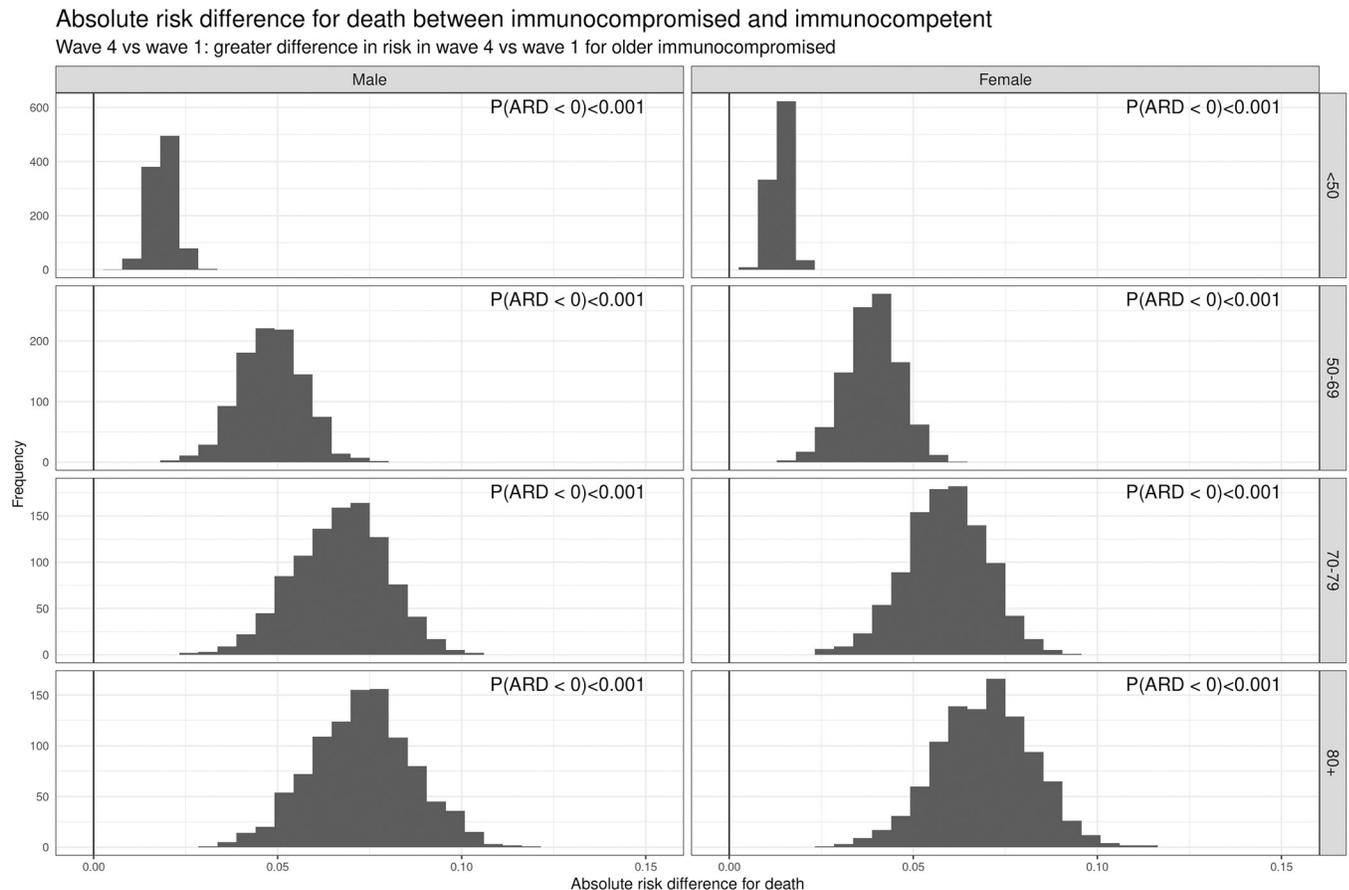 Absolute risk difference for death between immunocompromised and immunocompetent
Wave 4 vs wave 1: greater difference in risk in wave 4 vs wave 1 for older immunocompromised
Male
Female
600
400
200
0
P(ARD < 0)<0.001
P(ARD < 0)<0.001
<50
200
100
0
P(ARD < 0)<0.001
P(ARD < 0)<0.001
50-69
Frequency
150
100
50
0
P(ARD < 0)<0.001
P(ARD < 0)<0.001
70-79
150
100
50
0
P(ARD < 0)<0.001
P(ARD < 0)<0.001
80+
0.00
0.05
0.10
0.15
0.00
0.05
0.10
0.15
Absolute risk difference for death